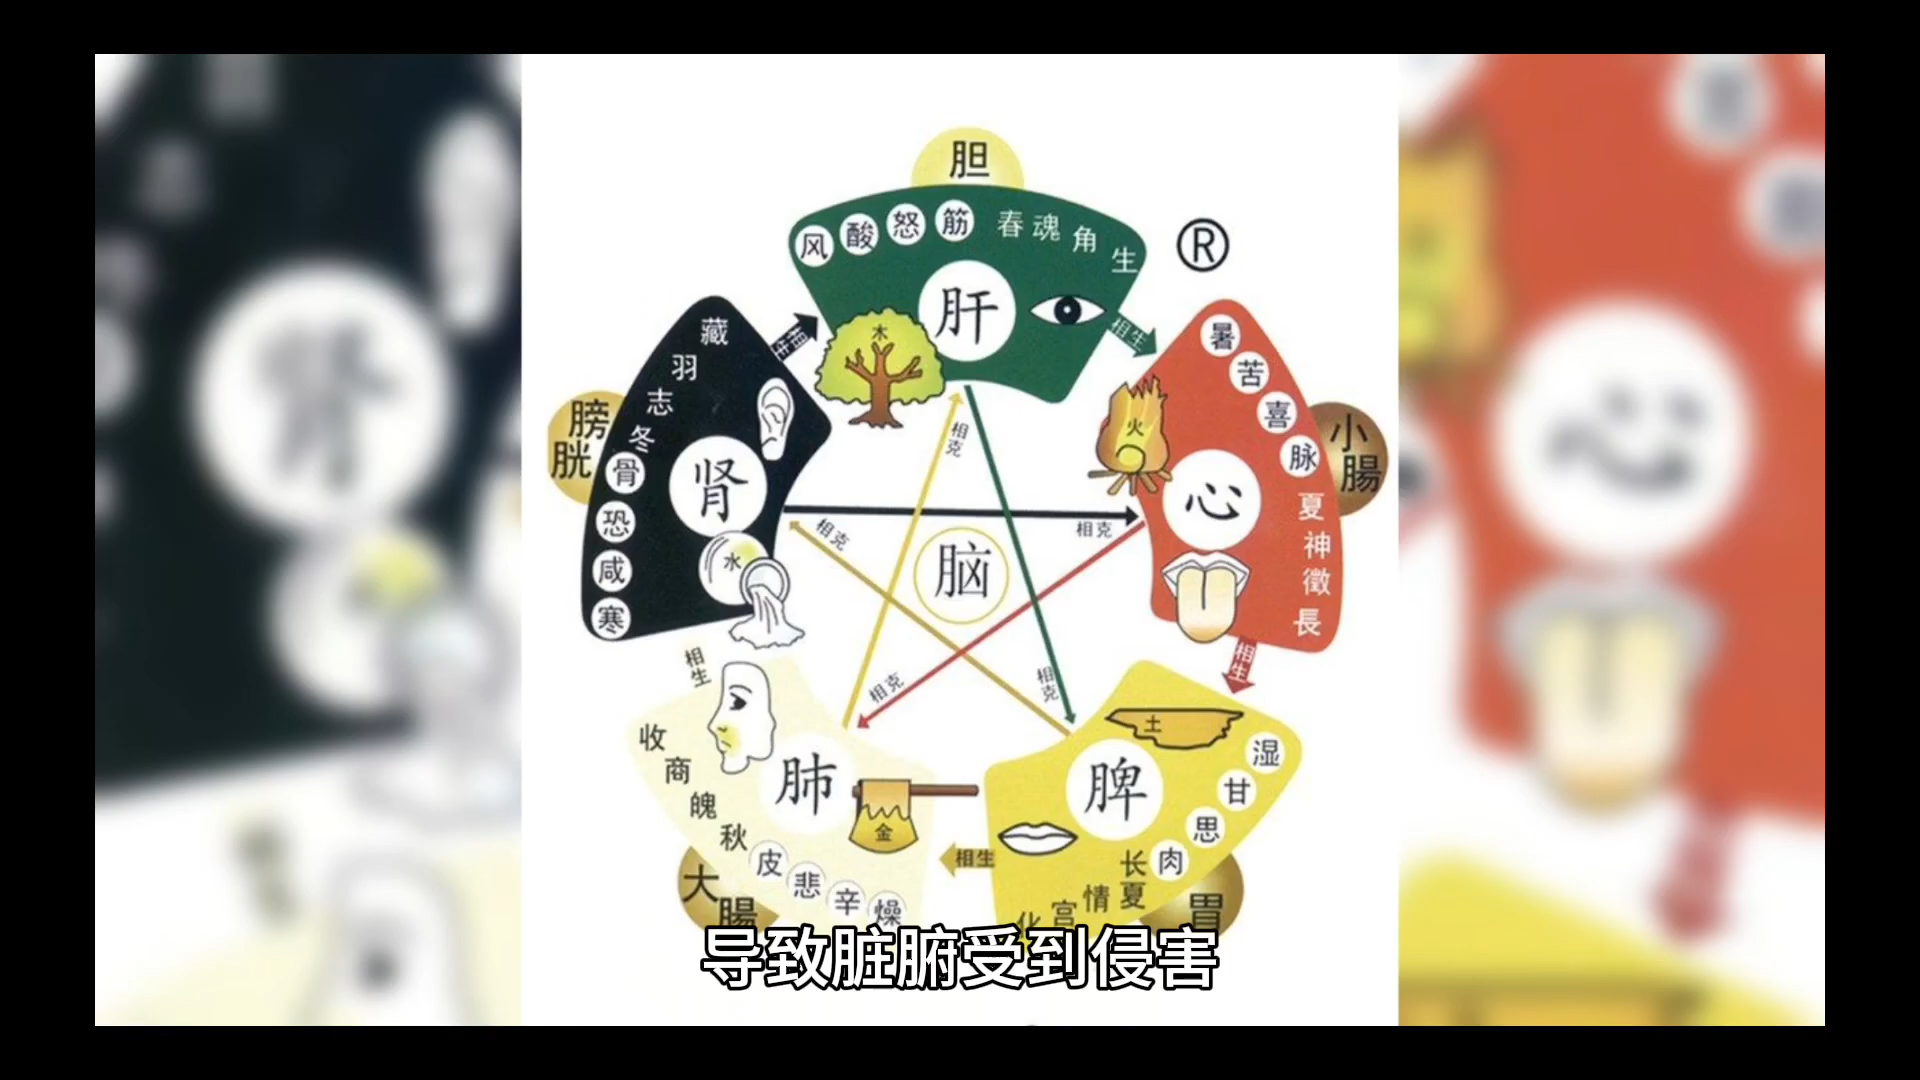 胆
风 酸 怒 筋 春 魂 角 生
®
肝
木
相生
相生
藏
羽
志
冬
骨
恐
咸
寒
肾
水
膀
胱
暑
苦
喜
脉
夏
神
徵
長
火
心
小
腸
相克
相克
相克
相克
相克
脑
相生
相生
收
商
魄
秋
皮
悲
辛
燥
肺
金
大
腸
相生
土
脾
湿
甘
思
肉
长夏
情
宫
化
胃
导致脏腑受到侵害
肾
心